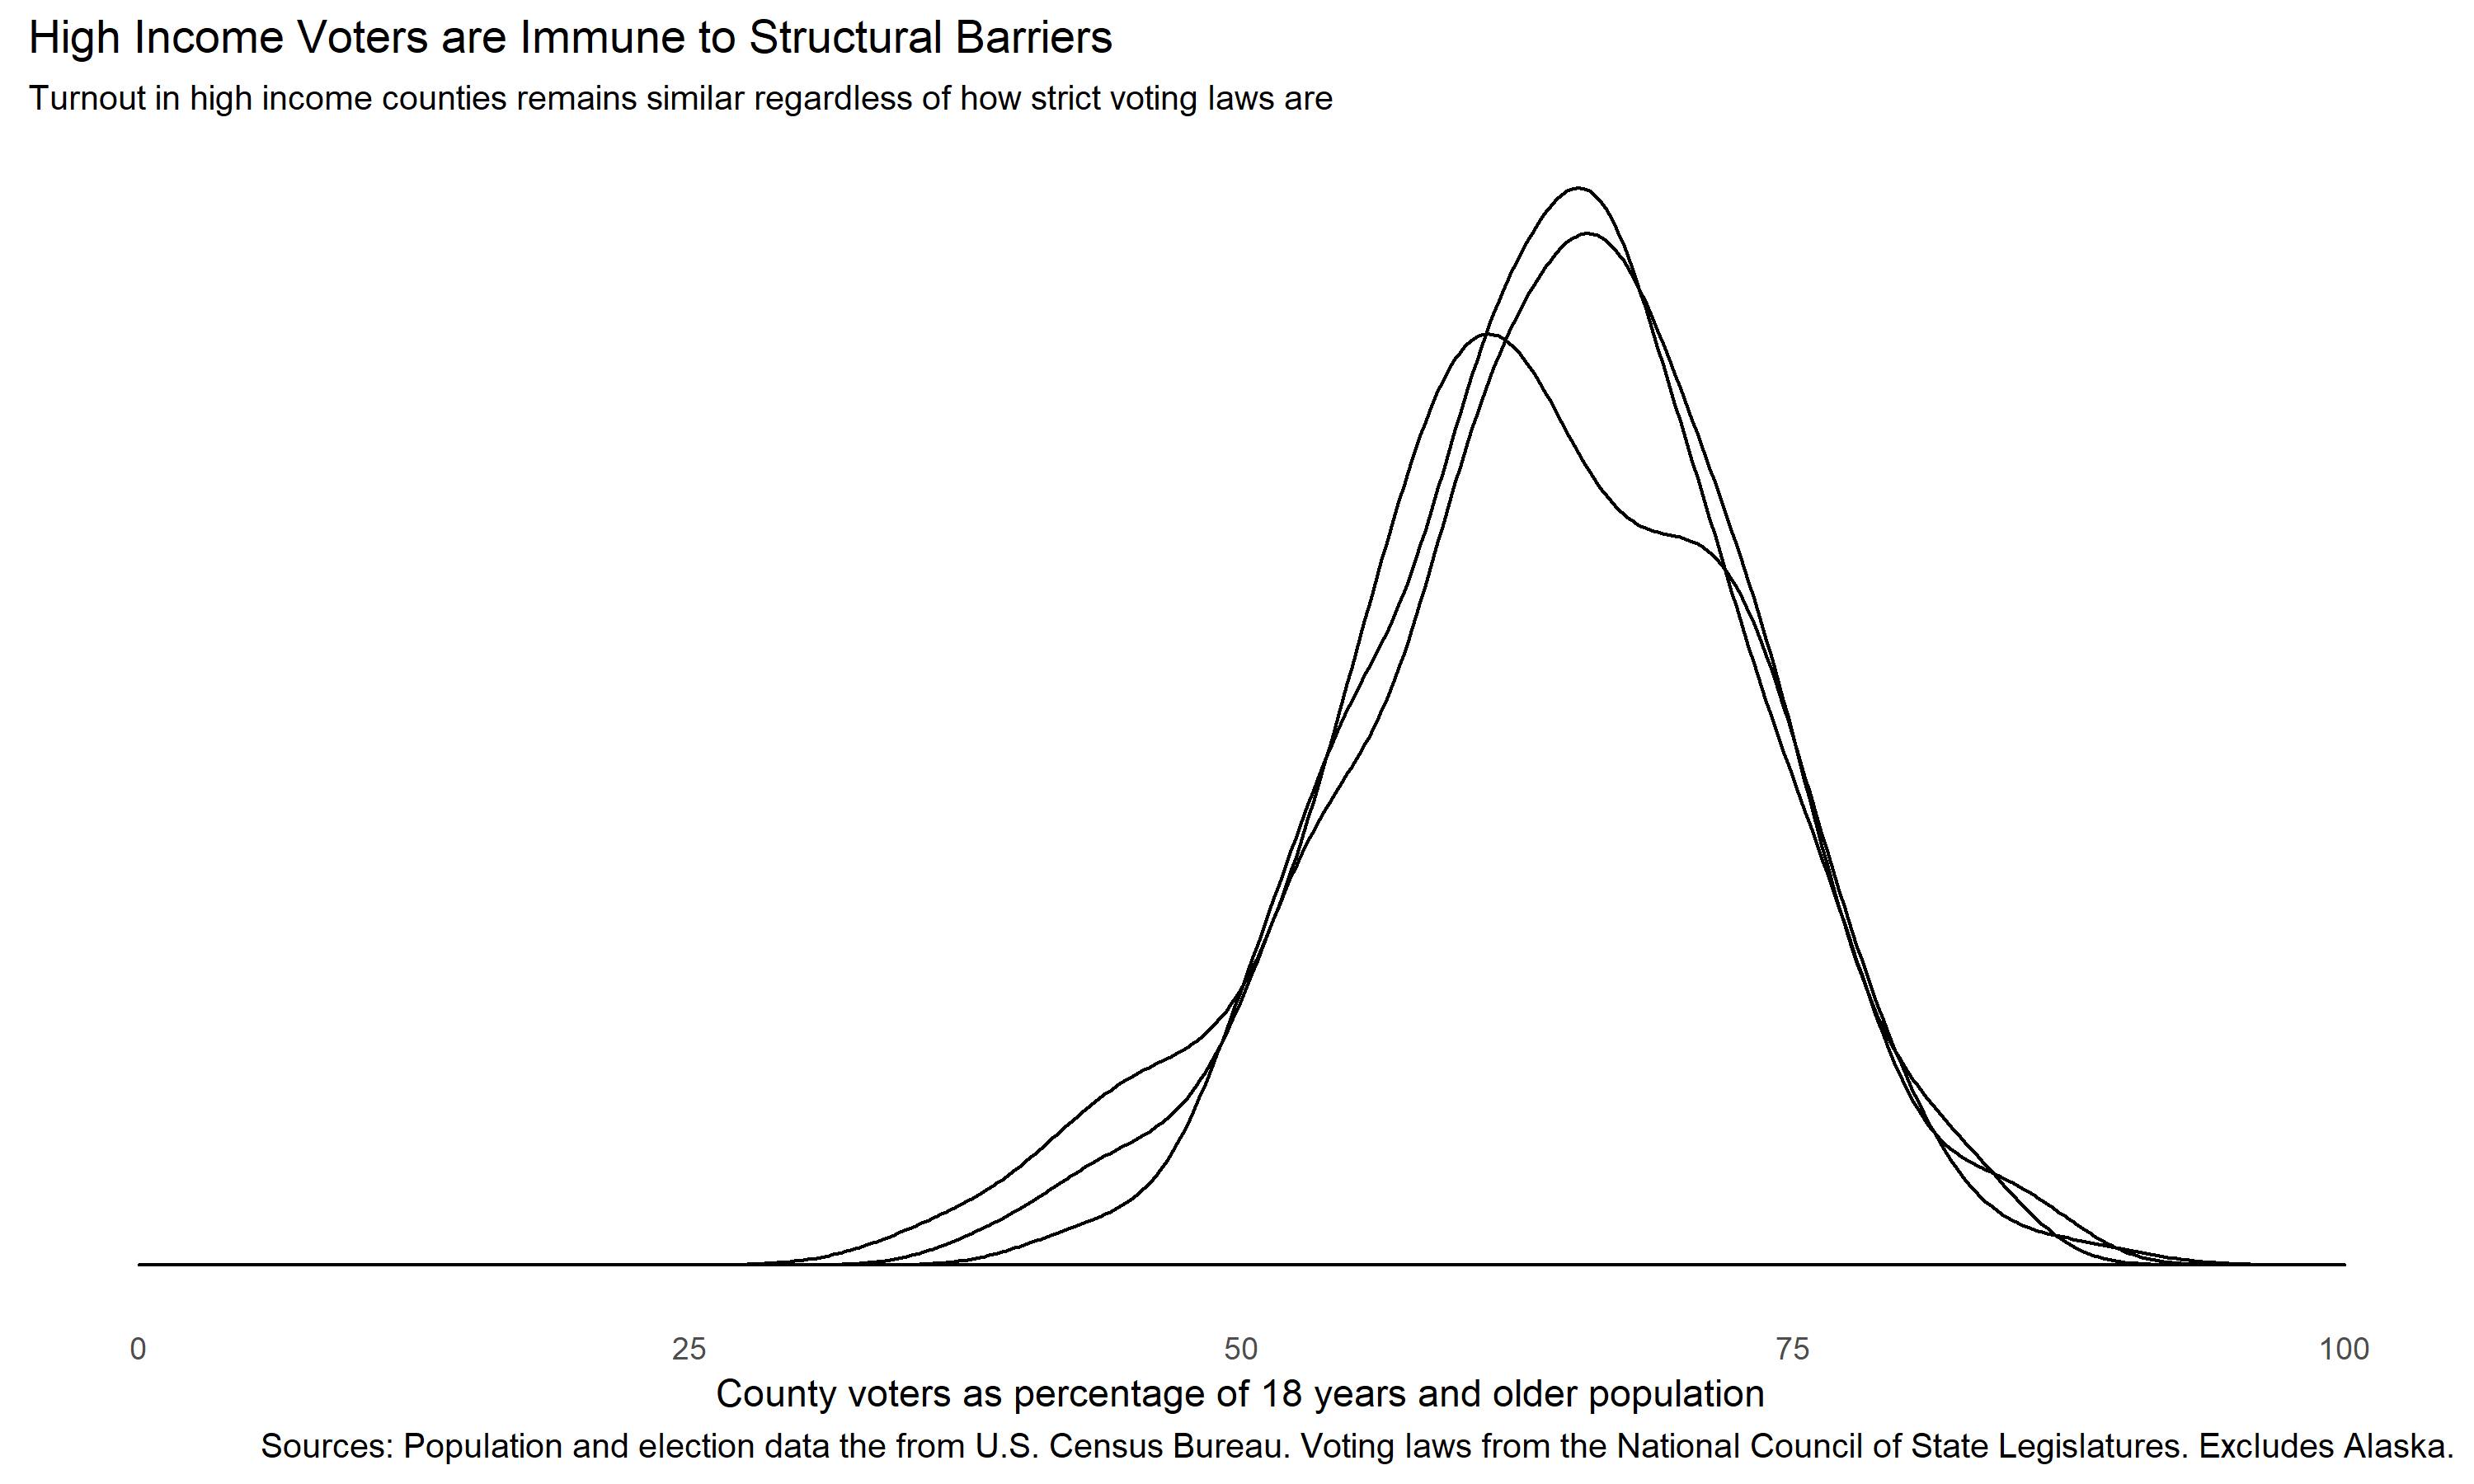 High Income Voters are Immune to Structural Barriers
Turnout in high income counties remains similar regardless of how strict voting laws are
0 25 50 75 100
County voters as percentage of 18 years and older population
Sources: Population and election data the from U.S. Census Bureau. Voting laws from the National Council of State Legislatures. Excludes Alaska.